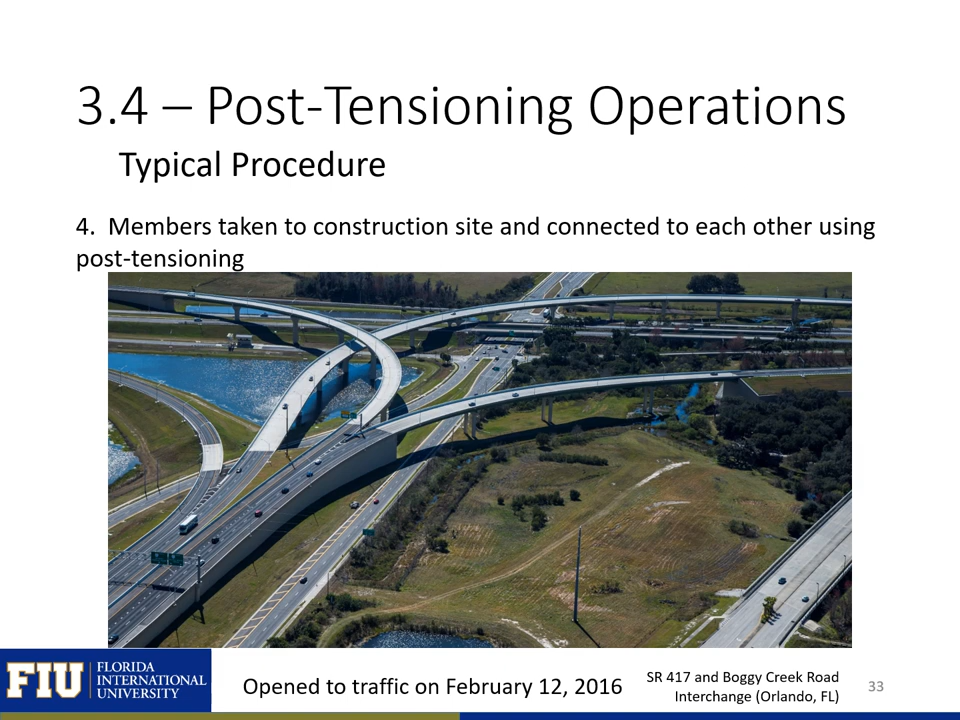 3.4 – Post-Tensioning Operations
Typical Procedure
4. Members taken to construction site and connected to each other using
post-tensioning
FIU
FLORIDA
INTERNATIONAL
UNIVERSITY
Opened to traffic on February 12, 2016
SR 417 and Boggy Creek Road
Interchange (Orlando, FL)
33